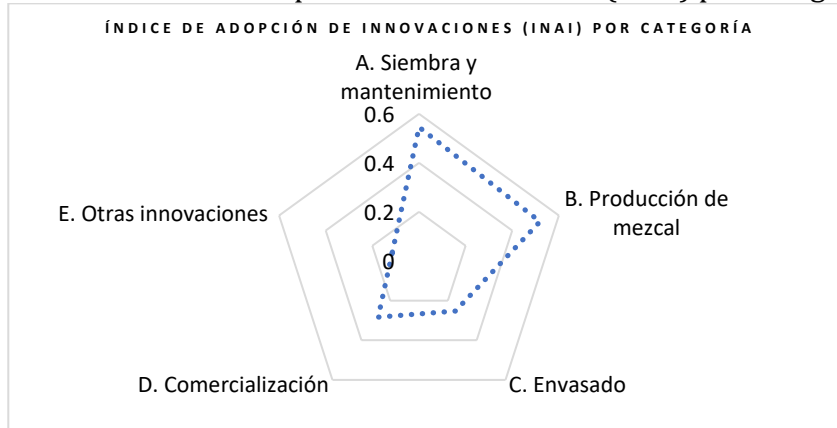 ÍNDICE DE ADOPCIÓN DE INNOVACIONES (INAI) POR CATEGORÍA
A. Siembra y
mantenimiento
0.6
0.4
0.2
0
B. Producción de
mezcal
E. Otras innovaciones
D. Comercialización
C. Envasado